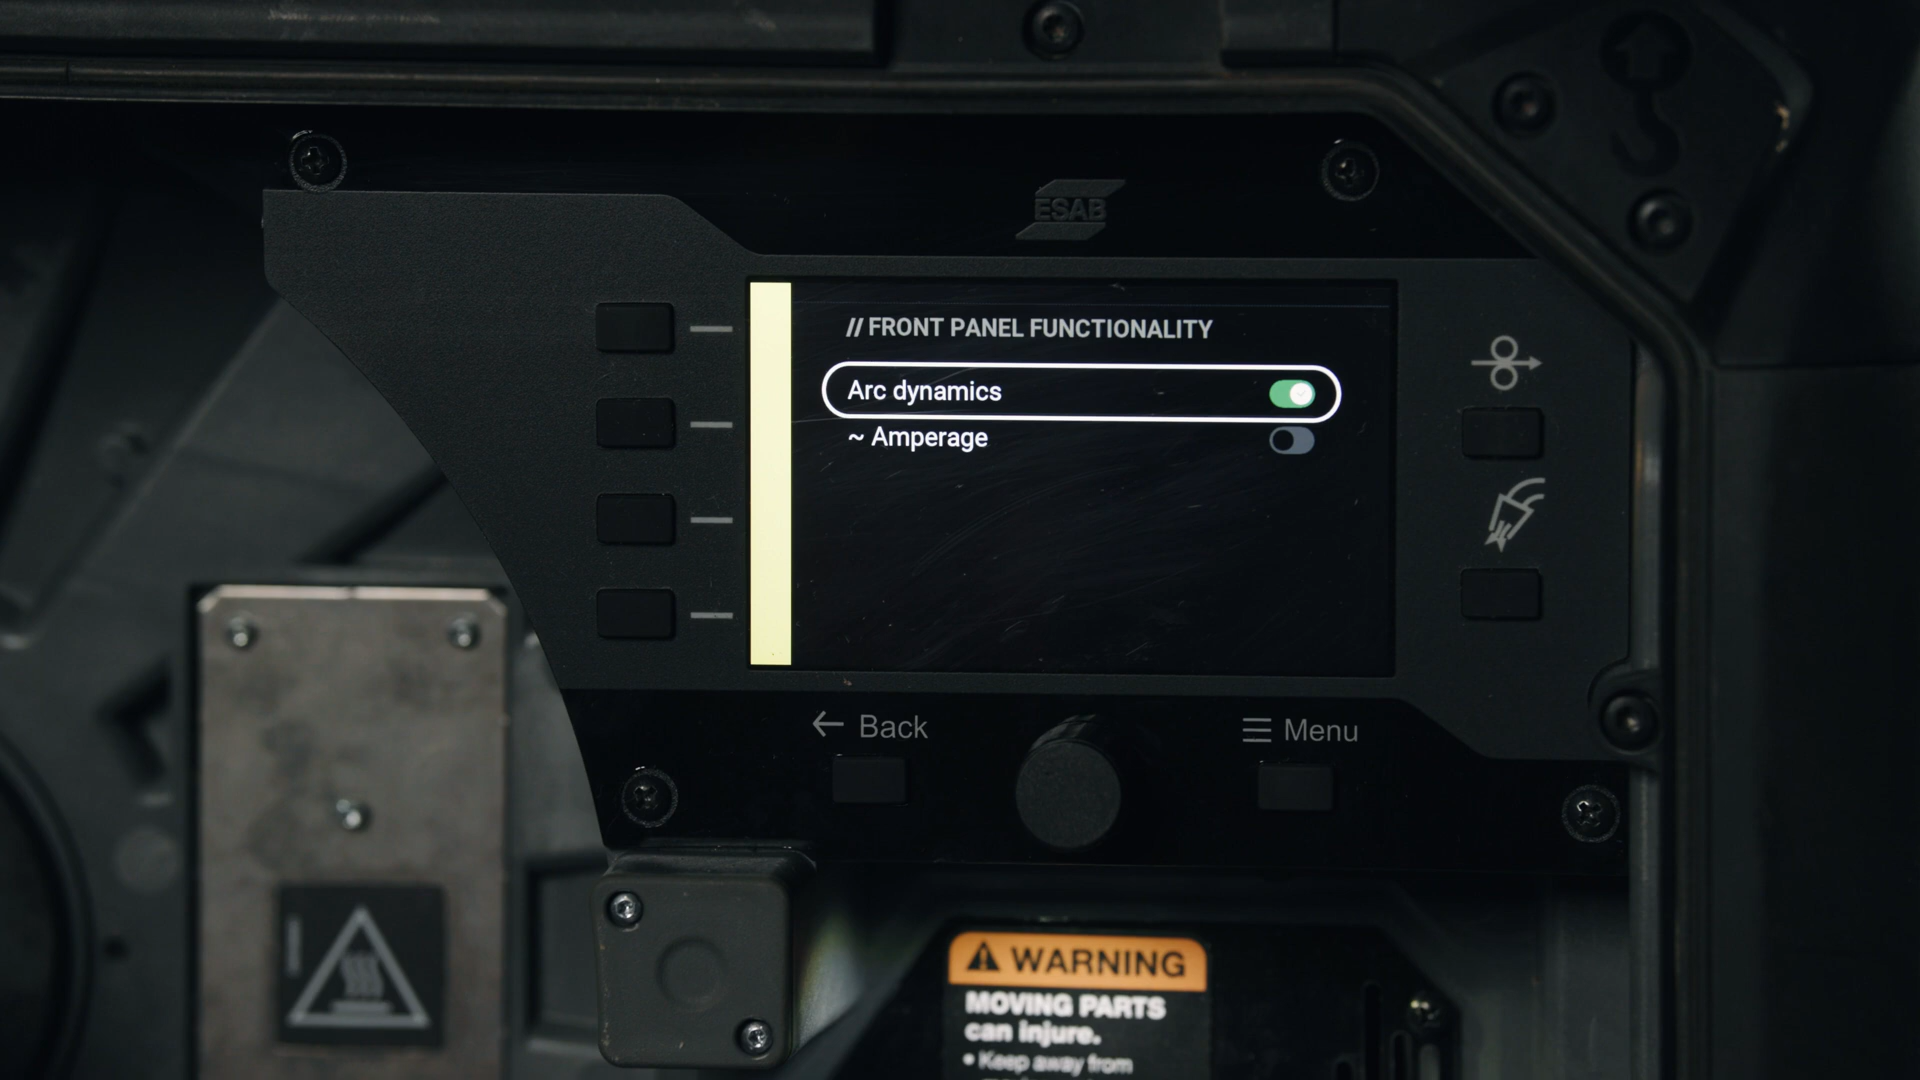 ESAB
// FRONT PANEL FUNCTIONALITY
Arc dynamics
~ Amperage
← Back
☰ Menu
WARNING
MOVING PARTS
can injure.
• Keep away from